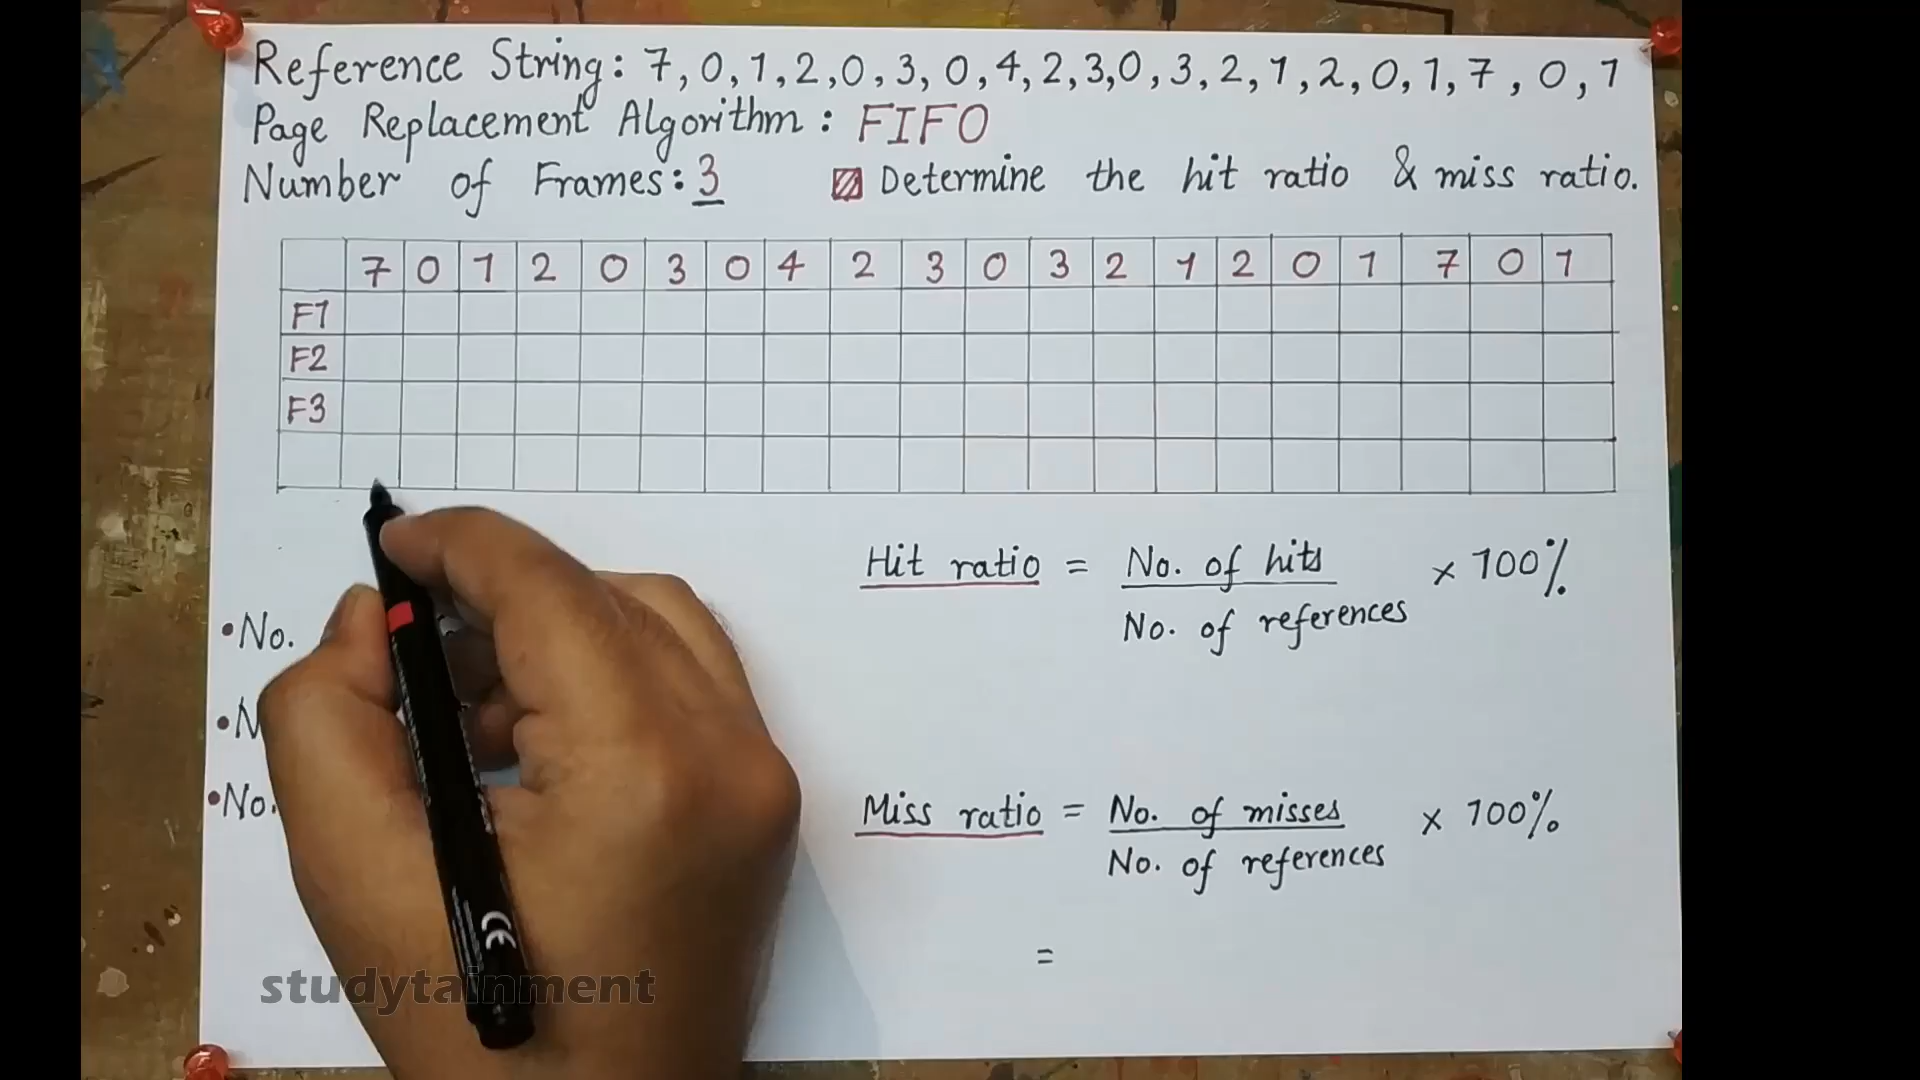 Reference String: 7, 0, 1, 2, 0, 3, 0, 4, 2, 3, 0, 3, 2, 1, 2, 0, 1, 7, 0, 1
Page Replacement Algorithm: FIFO
Number of Frames: 3
Determine the hit ratio & miss ratio.
7 0 1 2 0 3 0 4 2 3 0 3 2 1 2 0 1 7 0 1
F1
F2
F3
Hit ratio = No. of hits × 100%
No. of references
•No.
•N
•No.
Miss ratio = No. of misses × 100%
No. of references
=
CE
studytainment